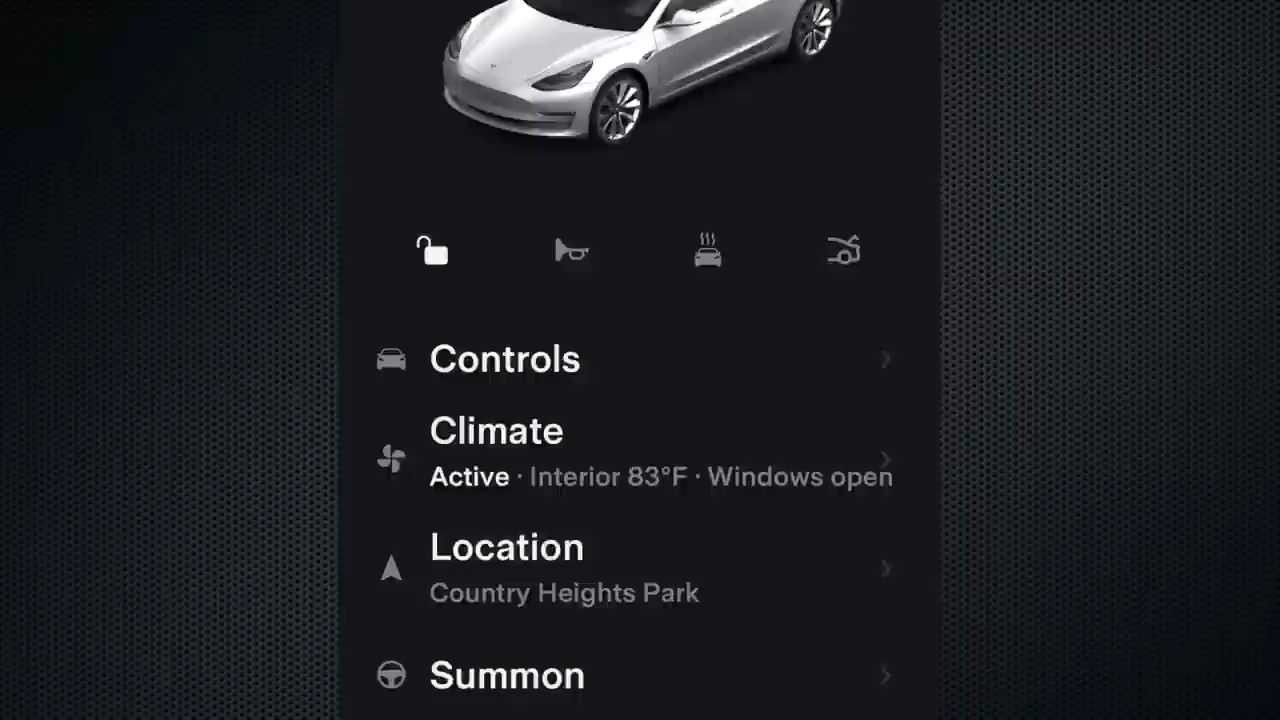 Controls
Climate
Active · Interior 83°F · Windows open
Location
Country Heights Park
Summon